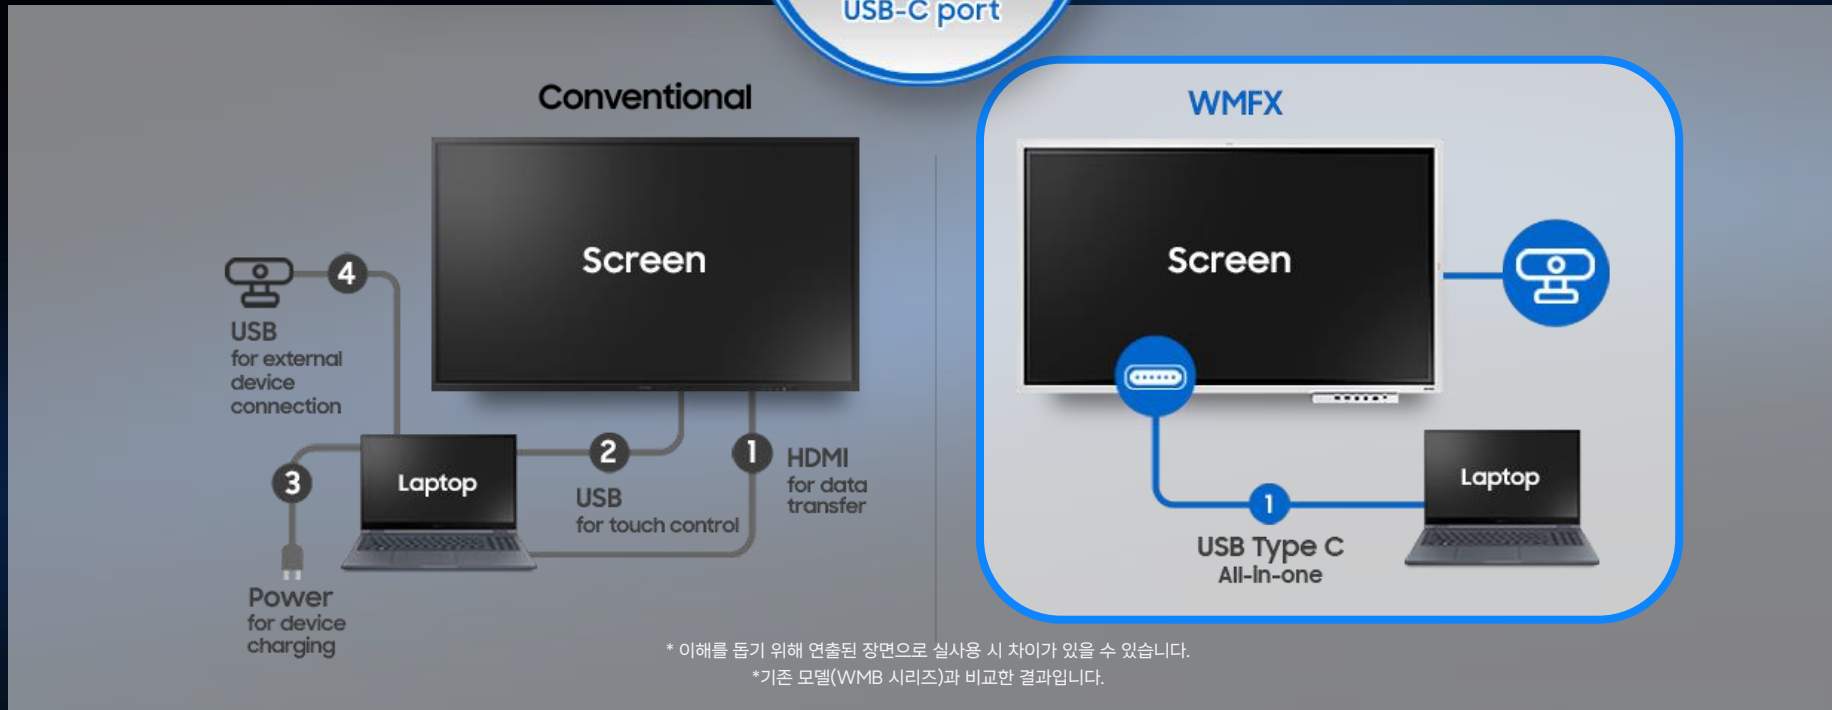 USB-C port
Conventional
Screen
4
USB
for external
device
connection
3
Laptop
2
USB
for touch control
1
HDMI
for data
transfer
Power
for device
charging
WMFX
Screen
Laptop
1
USB Type C
All-in-one
* 이해를 돕기 위해 연출된 장면으로 실사용 시 차이가 있을 수 있습니다.
*기존 모델(WMB 시리즈)과 비교한 결과입니다.